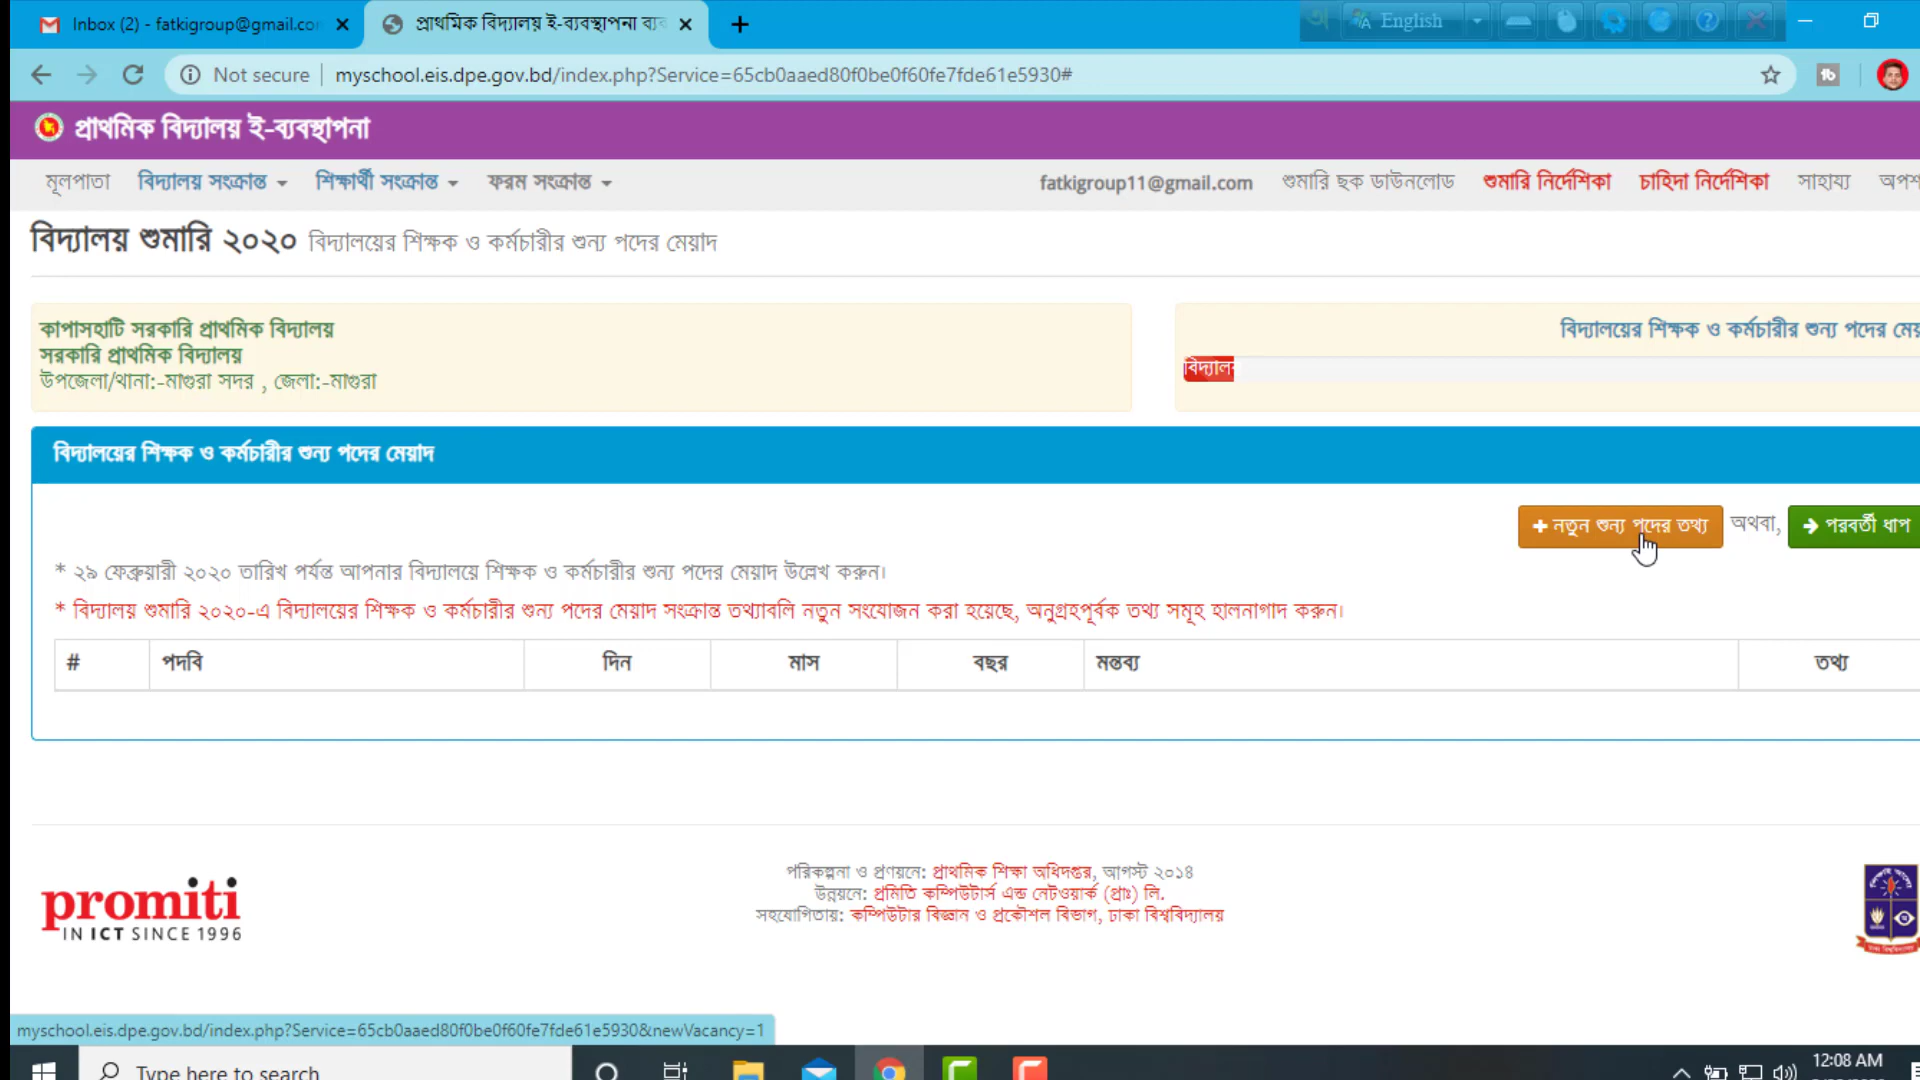 Inbox (2) - fatkigroup@gmail.co
প্রাথমিক বিদ্যালয় ই-ব্যবস্থাপনা
English
Not secure | myschool.eis.dpe.gov.bd/index.php?Service=65cb0aaed80f0be0f60fe7fde61e5930#
প্রাথমিক বিদ্যালয় ই-ব্যবস্থাপনা
মূলপাতা বিদ্যালয় সংক্রান্ত শিক্ষার্থী সংক্রান্ত ফরম সংক্রান্ত fatkigroup11@gmail.com শুমারি ছক ডাউনলোড শুমারি নির্দেশিকা চাহিদা নির্দেশিকা সাহায্য
বিদ্যালয় শুমারি ২০২০ বিদ্যালয়ের শিক্ষক ও কর্মচারীর শুন্য পদের মেয়াদ
কাপাসহাটি সরকারি প্রাথমিক বিদ্যালয়
সরকারি প্রাথমিক বিদ্যালয়
উপজেলা/থানা:-মাগুরা সদর , জেলা:-মাগুরা
বিদ্যালয়ের শিক্ষক ও কর্মচারীর শুন্য পদের
বিদ্যালয়ের শিক্ষক ও কর্মচারীর শুন্য পদের মেয়াদ
+ নতুন শুন্য পদের তথ্য অথবা, → পরবর্তী ধাপ
* ২৯ ফেব্রুয়ারী ২০২০ তারিখ পর্যন্ত আপনার বিদ্যালয়ে শিক্ষক ও কর্মচারীর শুন্য পদের মেয়াদ উল্লেখ করুন।
* বিদ্যালয় শুমারি ২০২০-এ বিদ্যালয়ের শিক্ষক ও কর্মচারীর শুন্য পদের মেয়াদ সংক্রান্ত তথ্যাবলি নতুন সংযোজন করা হয়েছে, অনুগ্রহপূর্বক তথ্য সমূহ হালনাগাদ করুন।
# পদবি দিন মাস বছর মন্তব্য তথ্য
পরিকল্পনা ও প্রণয়নে: প্রাথমিক শিক্ষা অধিদপ্তর, আগস্ট ২০১৪
উন্নয়নে: প্রমিতি কম্পিউটার্স এন্ড নেটওয়ার্ক (প্রাঃ) লি.
সহযোগিতায়: কম্পিউটার বিজ্ঞান ও প্রকৌশল বিভাগ, ঢাকা বিশ্ববিদ্যালয়
promiti
IN ICT SINCE 1996
myschool.eis.dpe.gov.bd/index.php?Service=65cb0aaed80f0be0f60fe7fde61e5930&newVacancy=1
Type here to search
12:08 AM